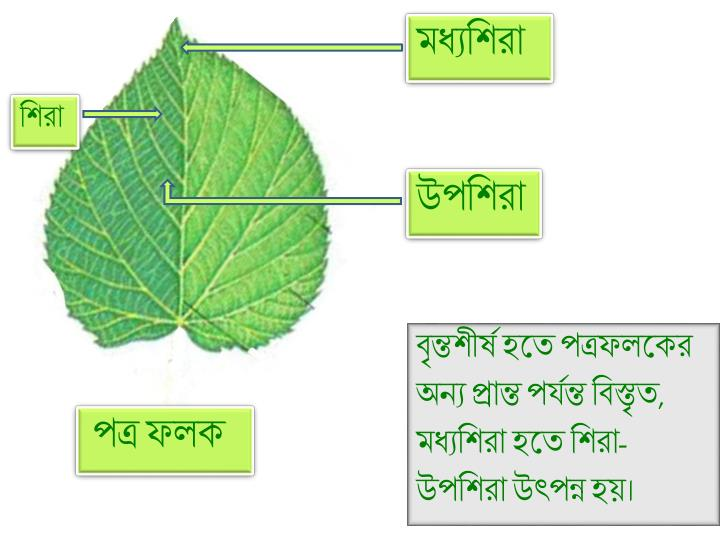 মধ্যশিরা
শিরা
উপশিরা
বৃন্তশীর্ষ হতে পত্রফলকের
অন্য প্রান্ত পর্যন্ত বিস্তৃত,
মধ্যশিরা হতে শিরা-
উপশিরা উৎপন্ন হয়।
পত্র ফলক